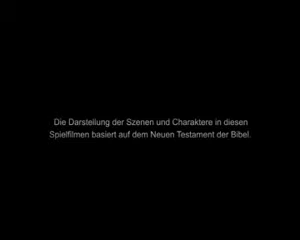 Die Darstellung der Szenen und Charaktere in diesen
Spielfilmen basiert auf dem Neuen Testament der Bibel.